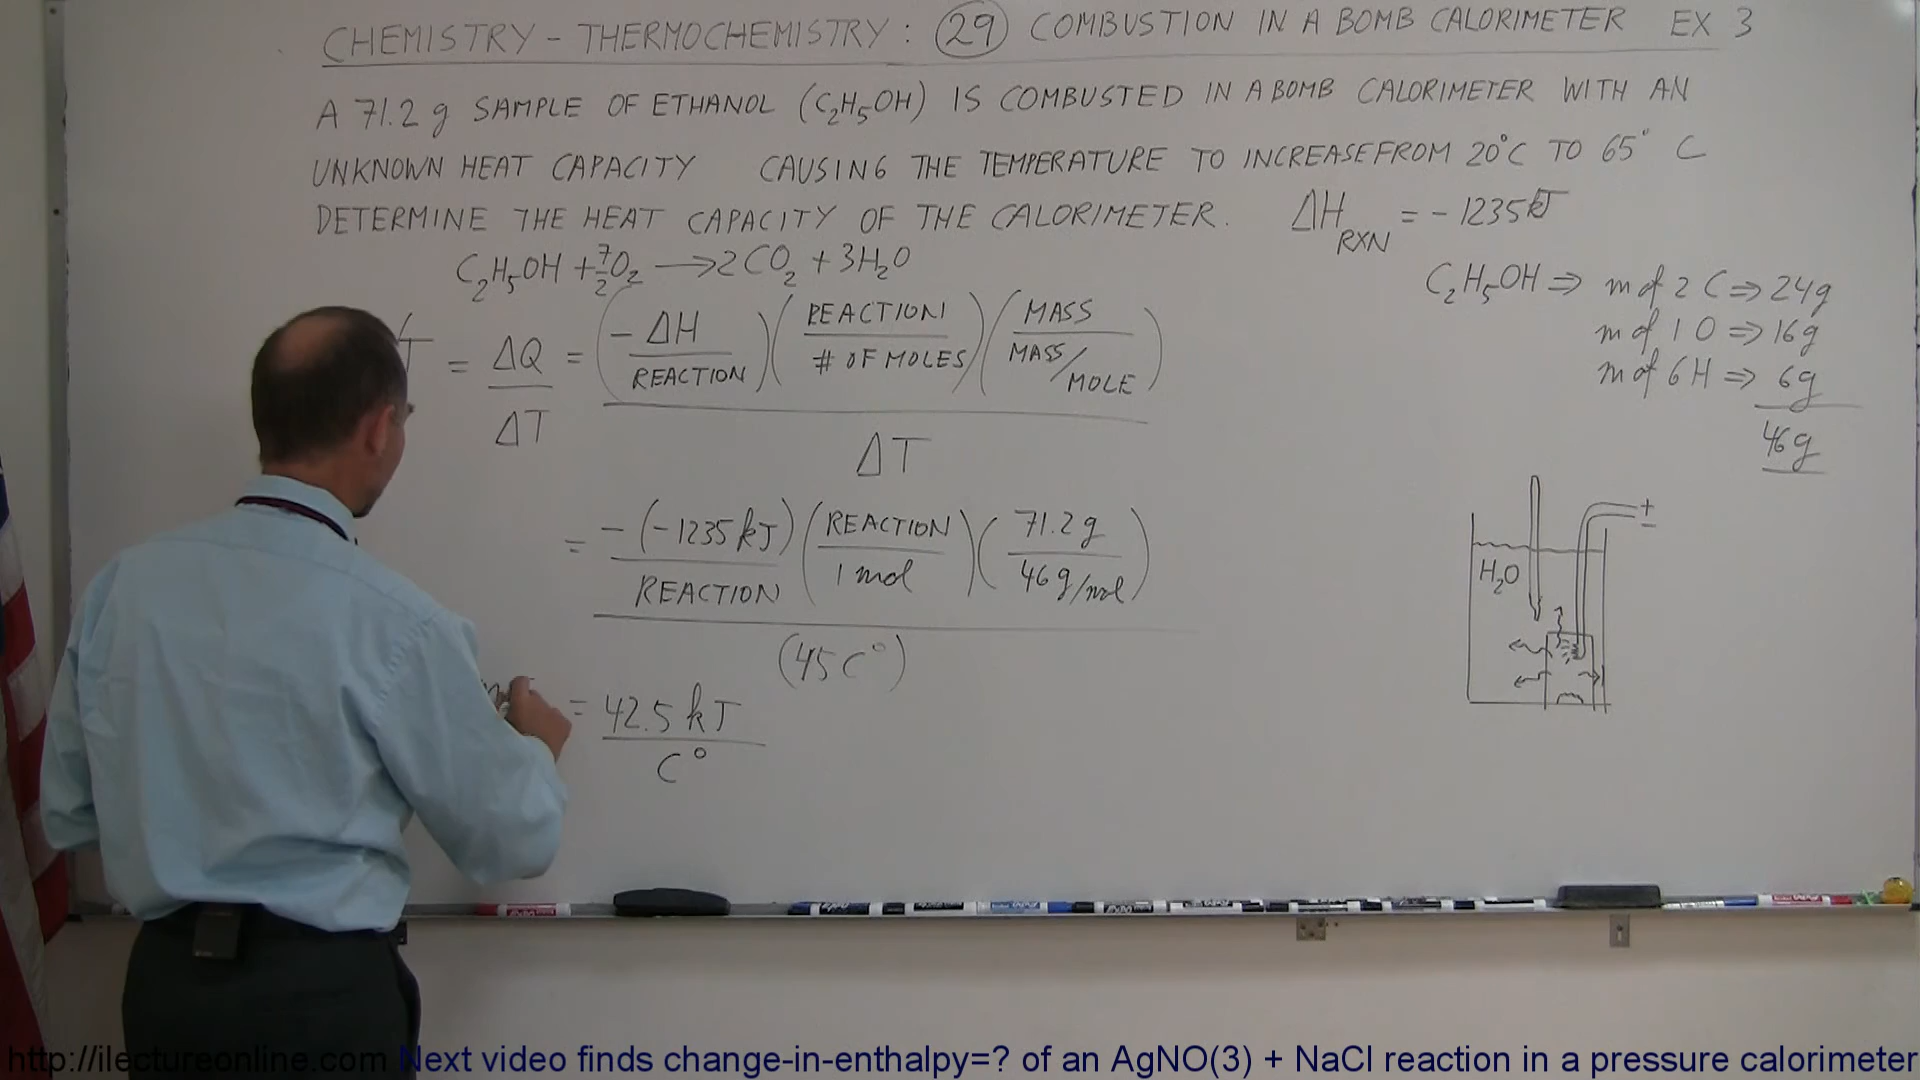 CHEMISTRY - THERMOCHEMISTRY : 29 COMBUSTION IN A BOMB CALORIMETER EX 3
A 71.2 g SAMPLE OF ETHANOL (C₂H₅OH) IS COMBUSTED IN A BOMB CALORIMETER WITH AN
UNKNOWN HEAT CAPACITY CAUSING THE TEMPERATURE TO INCREASE FROM 20°C TO 65° C
DETERMINE THE HEAT CAPACITY OF THE CALORIMETER. ΔH RXN = - 1235 kJ
C₂H₅OH + 7/2 O₂ → 2CO₂ + 3H₂O
C₂H₅OH ⇒ m of 2 C ⇒ 24g
m of 1 O ⇒ 16g
m of 6 H ⇒ 6g
46g
= ΔQ/ΔT = (-ΔH/REACTION)(REACTION/# OF MOLES)(MASS/MASS/MOLE)
ΔT
= -(-1235 kJ)/REACTION (REACTION/1 mol)(71.2 g/46 g/mol)
(45 C°)
= 42.5 kJ/C°
H₂O
+
-
http://ilectureonline.com Next video finds change-in-enthalpy=? of an AgNO(3) + NaCl reaction in a pressure calorimeter